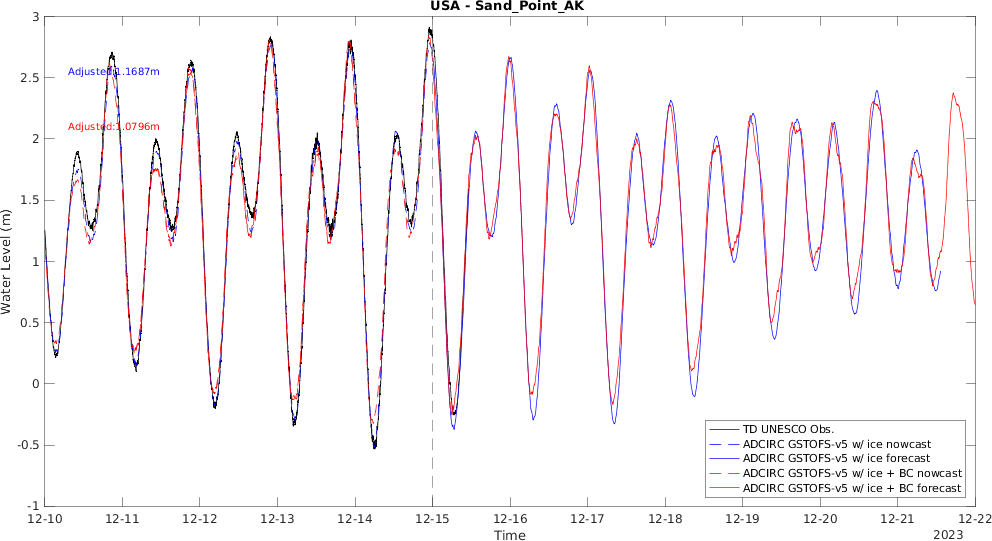 USA - Sand_Point_AK
3
2.5
2
1.5
1
0.5
0
-0.5
-1
Water Level (m)
Adjusted:1.1687m
Adjusted:1.0796m
TD UNESCO Obs.
ADCIRC GSTOFS-v5 w/ ice nowcast
ADCIRC GSTOFS-v5 w/ ice forecast
ADCIRC GSTOFS-v5 w/ ice + BC nowcast
ADCIRC GSTOFS-v5 w/ ice + BC forecast
12-10 12-11 12-12 12-13 12-14 12-15 12-16 12-17 12-18 12-19 12-20 12-21 12-22
Time
2023